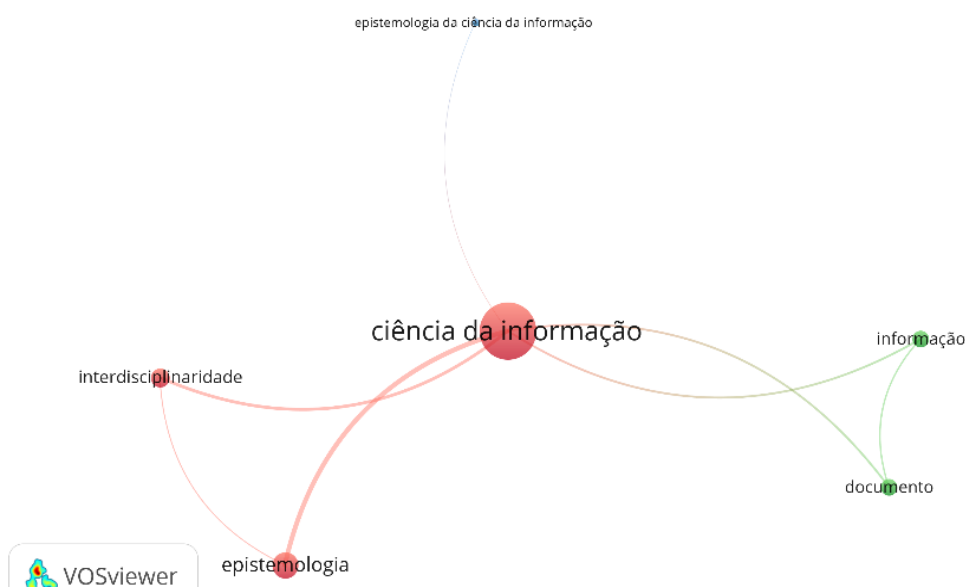 epistemologia da ciência da informação
ciência da informação
informação
interdisciplinaridade
documento
epistemologia
VOSviewer